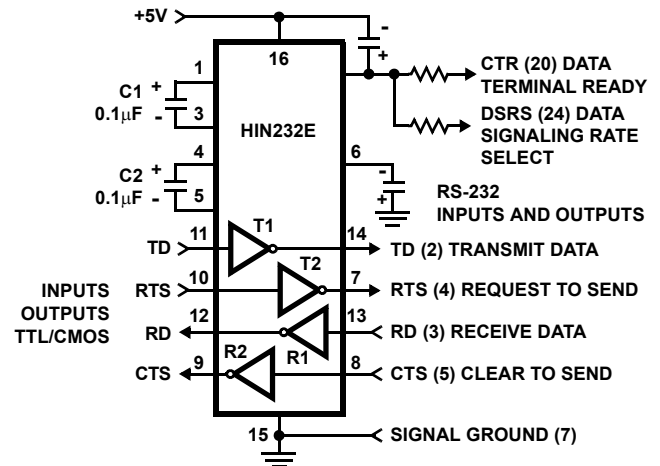 +5V
-
+
16
1
CTR (20) DATA
TERMINAL READY
C1
+
0.1µF
-
3
DSRS (24) DATA
SIGNALING RATE
SELECT
HIN232E
4
6
C2
+
0.1µF
-
5
-
+
RS-232
INPUTS AND OUTPUTS
T1
TD
11
14
TD (2) TRANSMIT DATA
T2
INPUTS
OUTPUTS
TTL/CMOS
RTS
10
7
RTS (4) REQUEST TO SEND
RD
12
13
RD (3) RECEIVE DATA
R2
R1
CTS
9
8
CTS (5) CLEAR TO SEND
15
SIGNAL GROUND (7)